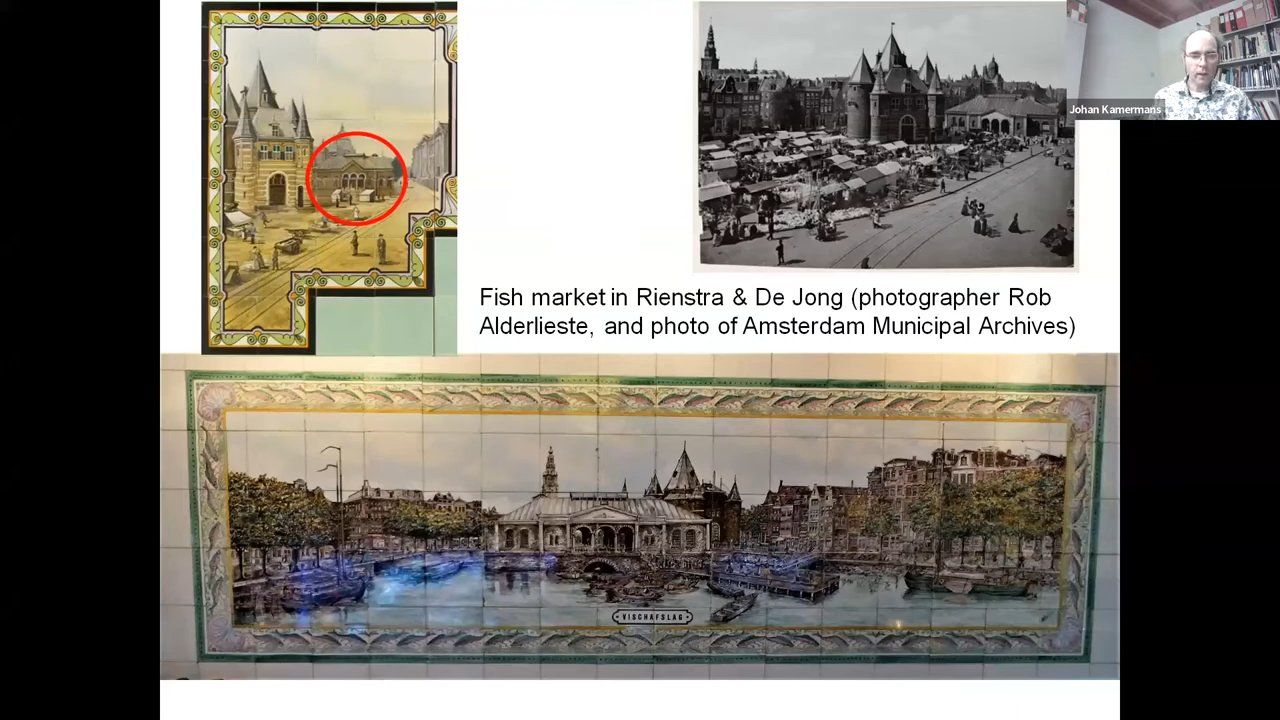 Johan Kamermans
Fish market in Rienstra & De Jong (photographer Rob
Alderlieste, and photo of Amsterdam Municipal Archives)
VISCHAFSLAG